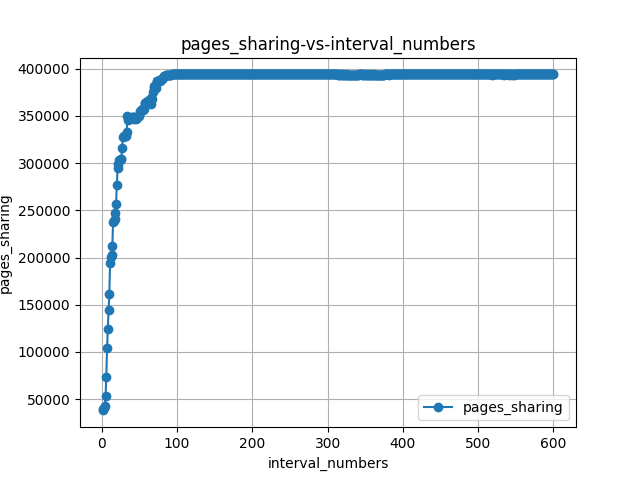 pages_sharing-vs-interval_numbers
400000
350000
300000
250000
200000
150000
100000
50000
pages_sharing
0 100 200 300 400 500 600
interval_numbers
pages_sharing